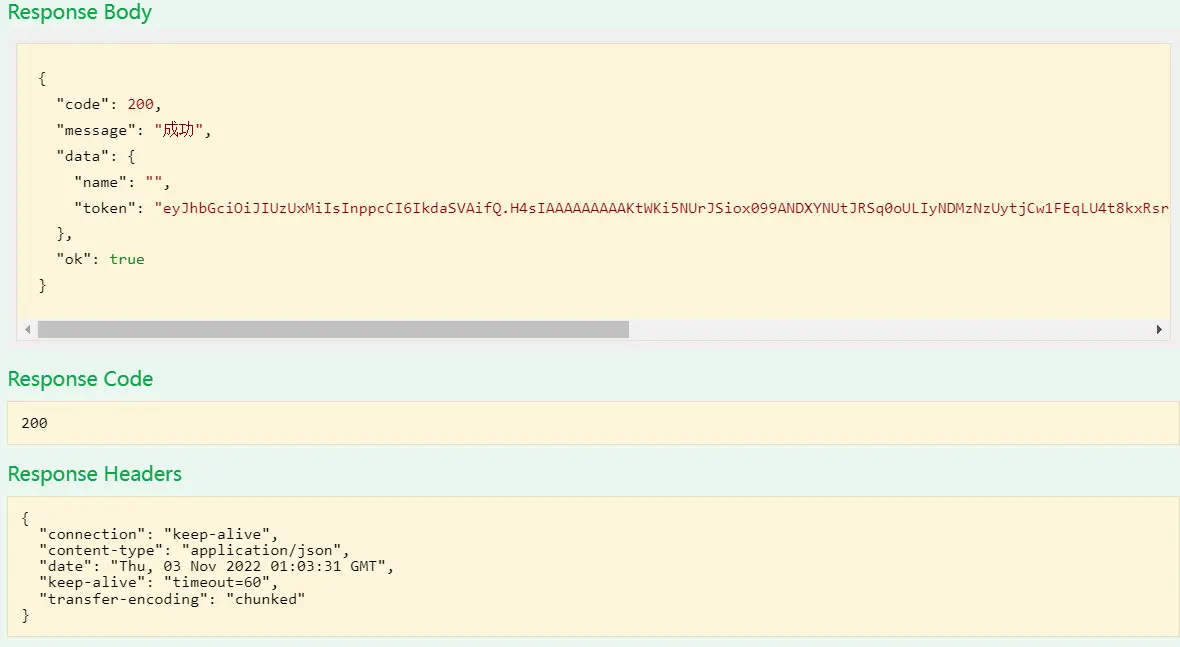 Response Body
{
"code": 200,
"message": "成功",
"data": {
"name": "",
"token": "eyJhbGciOiJIUzUxMiIsInppcCI6IkdaSVAifQ.H4sIAAAAAAAAAKtWKi5NUrJSiox099ANDXYNUtJRSq0oULIyNDMzNzUytjCw1FEqLU4t8kxRsr
},
"ok": true
}
Response Code
200
Response Headers
{
"connection": "keep-alive",
"content-type": "application/json",
"date": "Thu, 03 Nov 2022 01:03:31 GMT",
"keep-alive": "timeout=60",
"transfer-encoding": "chunked"
}